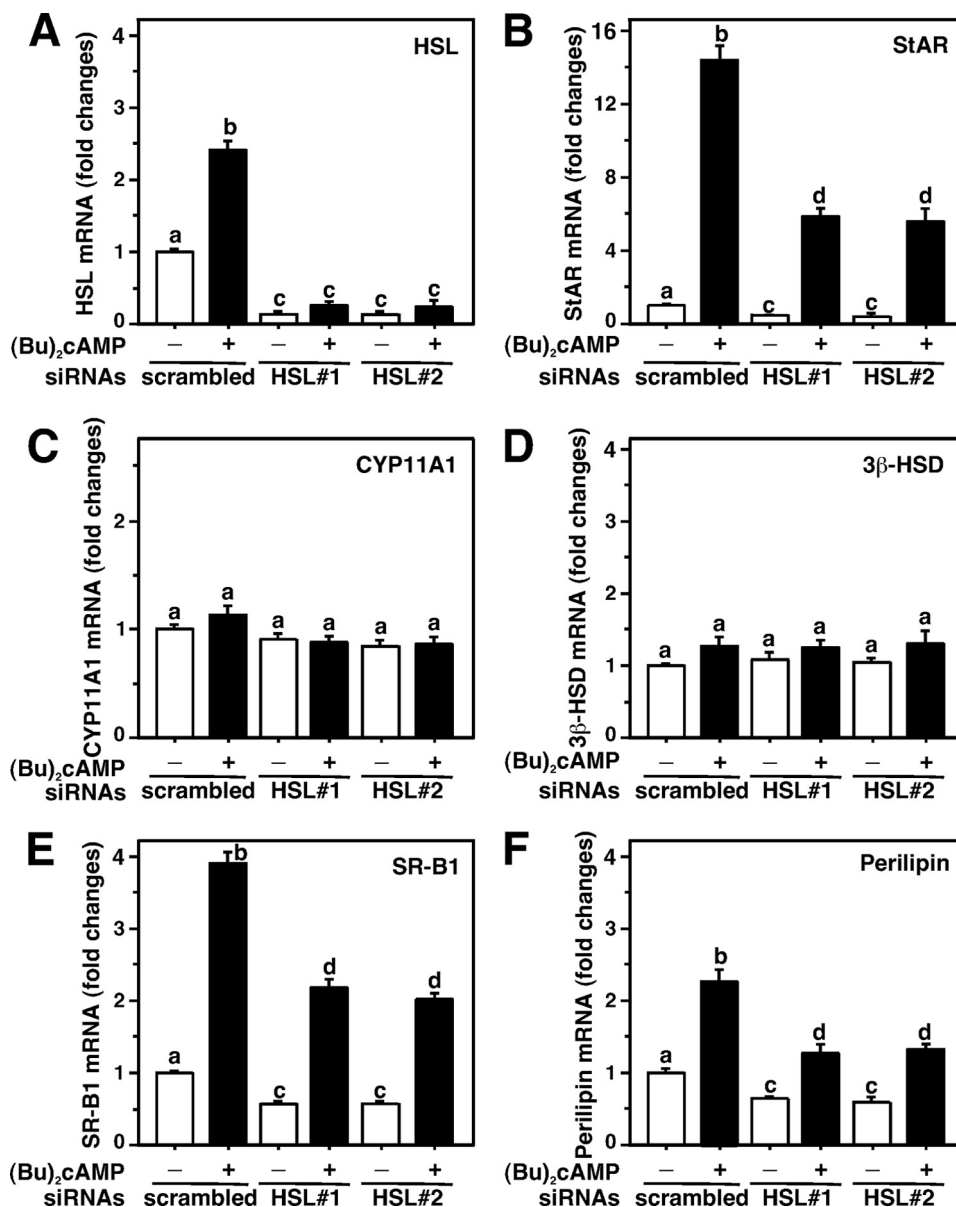 A
HSL
HSL mRNA (fold changes)
4
3
2
1
0
a
b
c
c
c
c
(Bu)₂cAMP – + – + – +
siRNAs scrambled HSL#1 HSL#2
B
StAR
StAR mRNA (fold changes)
16
12
8
4
0
a
b
c
d
c
d
(Bu)₂cAMP – + – + – +
siRNAs scrambled HSL#1 HSL#2
C
CYP11A1
CYP11A1 mRNA (fold changes)
2
1
0
a
a
a
a
a
a
(Bu)₂cAMP – + – + – +
siRNAs scrambled HSL#1 HSL#2
D
3β-HSD
3β-HSD mRNA (fold changes)
4
3
2
1
0
a
a
a
a
a
a
(Bu)₂cAMP – + – + – +
siRNAs scrambled HSL#1 HSL#2
E
SR-B1
SR-B1 mRNA (fold changes)
4
3
2
1
0
a
b
c
d
c
d
(Bu)₂cAMP – + – + – +
siRNAs scrambled HSL#1 HSL#2
F
Perilipin
Perilipin mRNA (fold changes)
4
3
2
1
0
a
b
c
d
c
d
(Bu)₂cAMP – + – + – +
siRNAs scrambled HSL#1 HSL#2